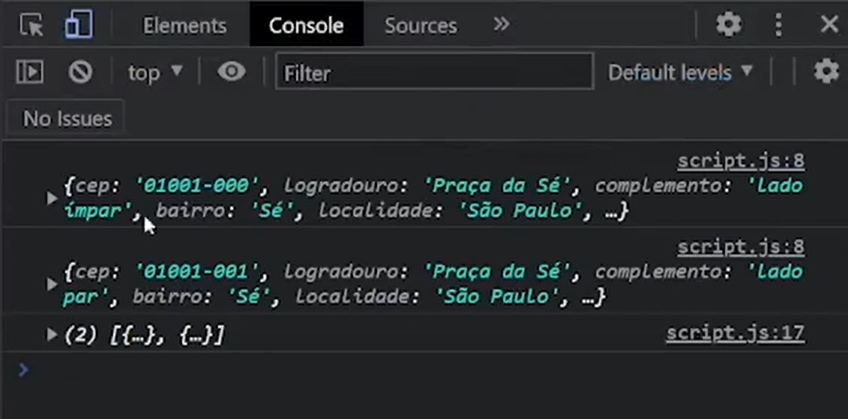 Elements Console Sources »
top ▼ Filter Default levels ▼
No Issues
script.js:8
▶ {cep: '01001-000', logradouro: 'Praça da Sé', complemento: 'lado
ímpar', bairro: 'Sé', localidade: 'São Paulo', …}
script.js:8
▶ {cep: '01001-001', logradouro: 'Praça da Sé', complemento: 'lado
par', bairro: 'Sé', localidade: 'São Paulo', …}
▶ (2) [{…}, {…}] script.js:17